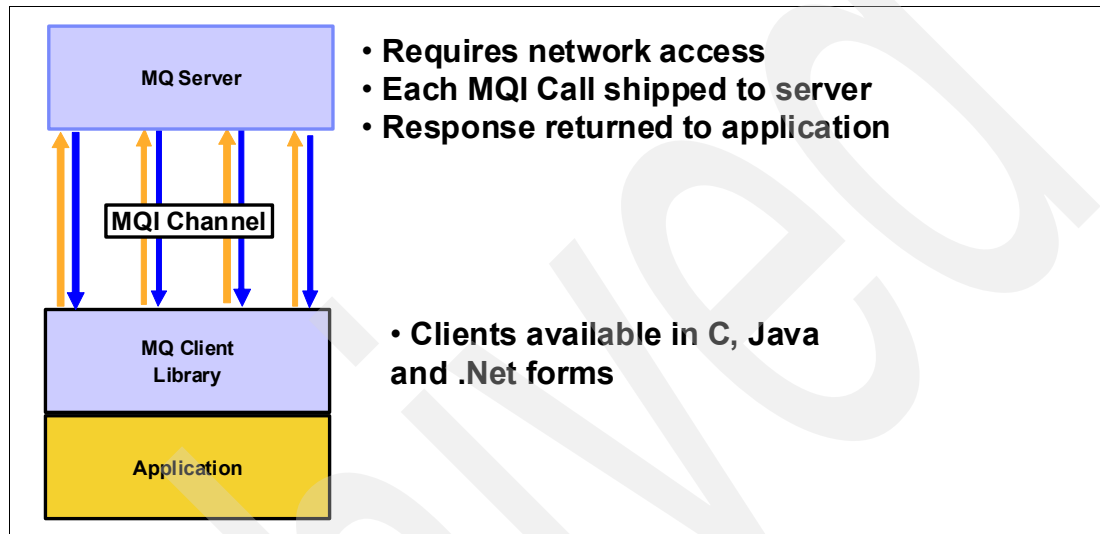 MQ Server
• Requires network access
• Each MQI Call shipped to server
• Response returned to application
MQI Channel
MQ Client
Library
• Clients available in C, Java
and .Net forms
Application